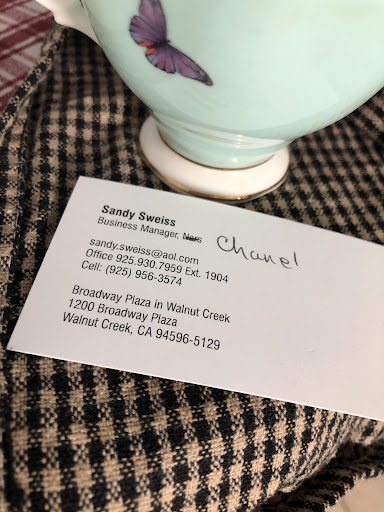 Sandy Sweiss
Business Manager, Nars Chanel
sandy.sweiss@aol.com
Office 925.930.7959 Ext. 1904
Cell: (925) 956-3574
Broadway Plaza in Walnut Creek
1200 Broadway Plaza
Walnut Creek, CA 94596-5129